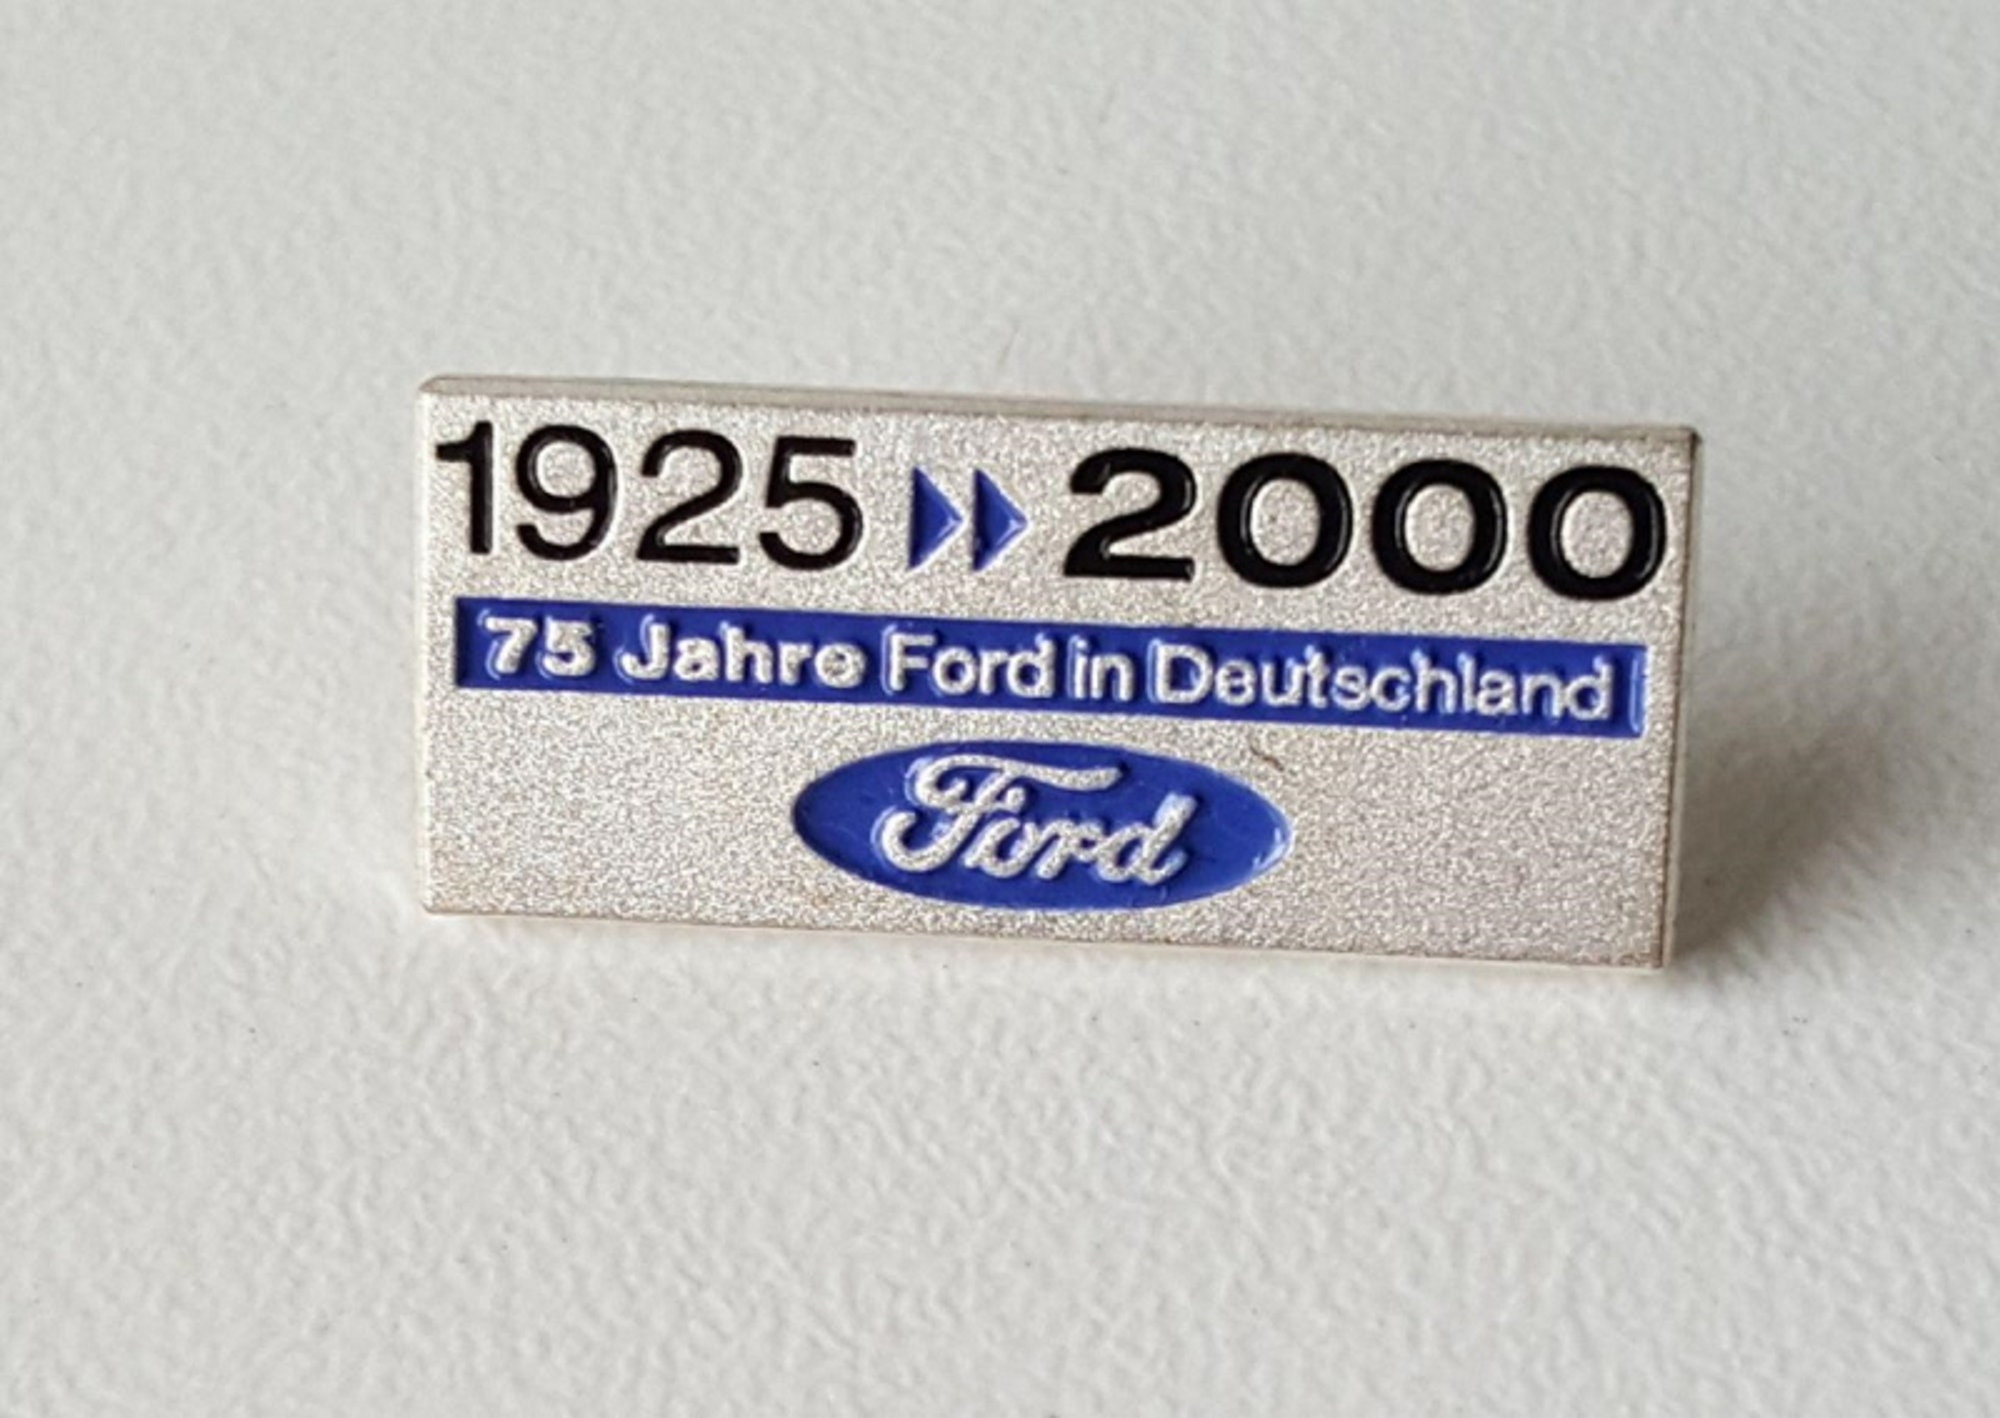 1925 ▶▶ 2000
75 Jahre Ford in Deutschland
Ford